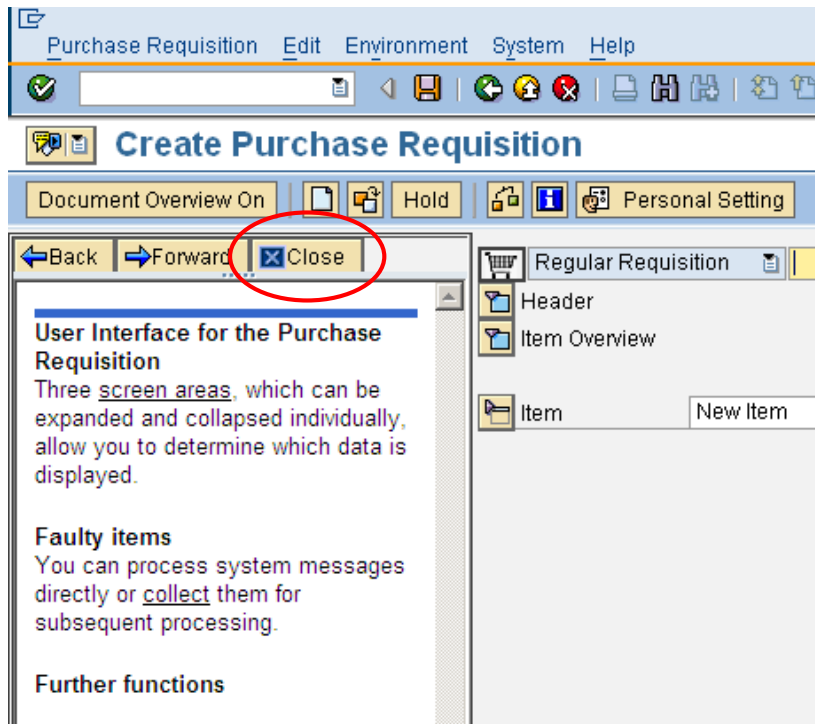 Purchase Requisition Edit Environment System Help
Create Purchase Requisition
Document Overview On Hold Personal Setting
Back Forward Close
Regular Requisition
Header
Item Overview
Item New Item
User Interface for the Purchase
Requisition
Three screen areas, which can be
expanded and collapsed individually,
allow you to determine which data is
displayed.
Faulty items
You can process system messages
directly or collect them for
subsequent processing.
Further functions